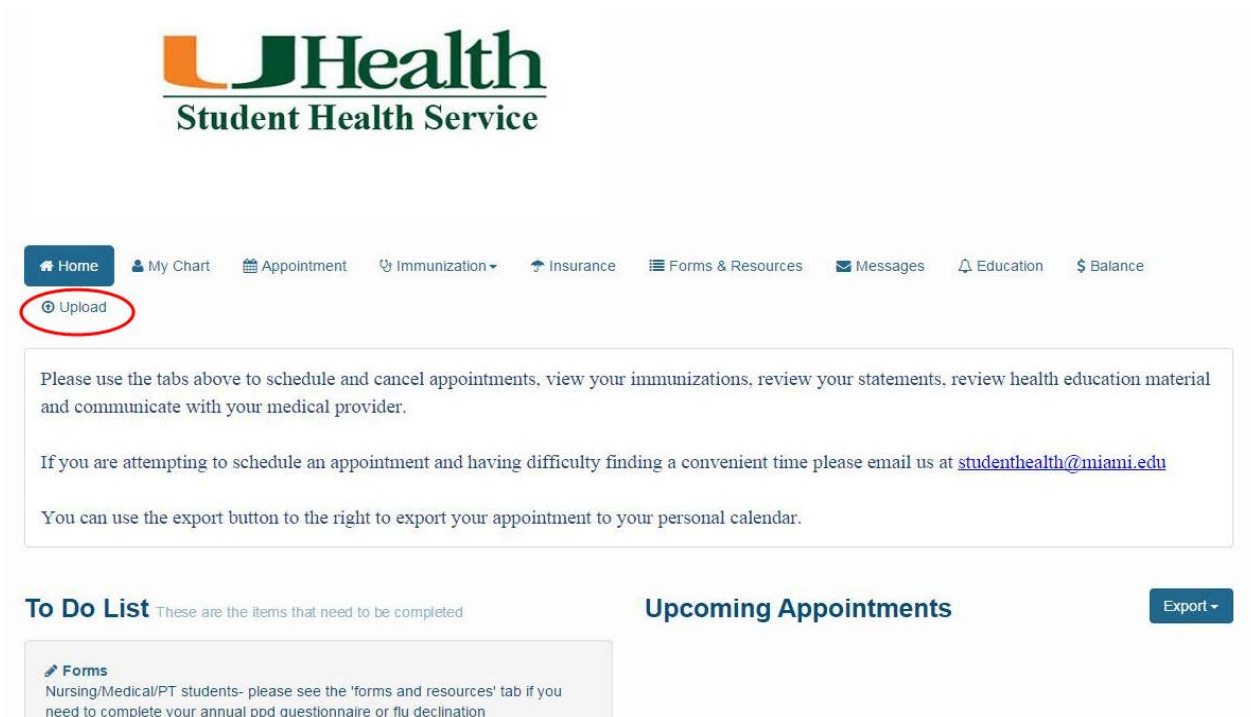 UHealth
Student Health Service
Home My Chart Appointment Immunization Insurance Forms & Resources Messages Education $ Balance
Upload
Please use the tabs above to schedule and cancel appointments, view your immunizations, review your statements, review health education material
and communicate with your medical provider.
If you are attempting to schedule an appointment and having difficulty finding a convenient time please email us at studenthealth@miami.edu
You can use the export button to the right to export your appointment to your personal calendar.
To Do List These are the items that need to be completed
Upcoming Appointments
Export
Forms
Nursing/Medical/PT students- please see the 'forms and resources' tab if you
need to complete your annual ppd questionnaire or flu declination